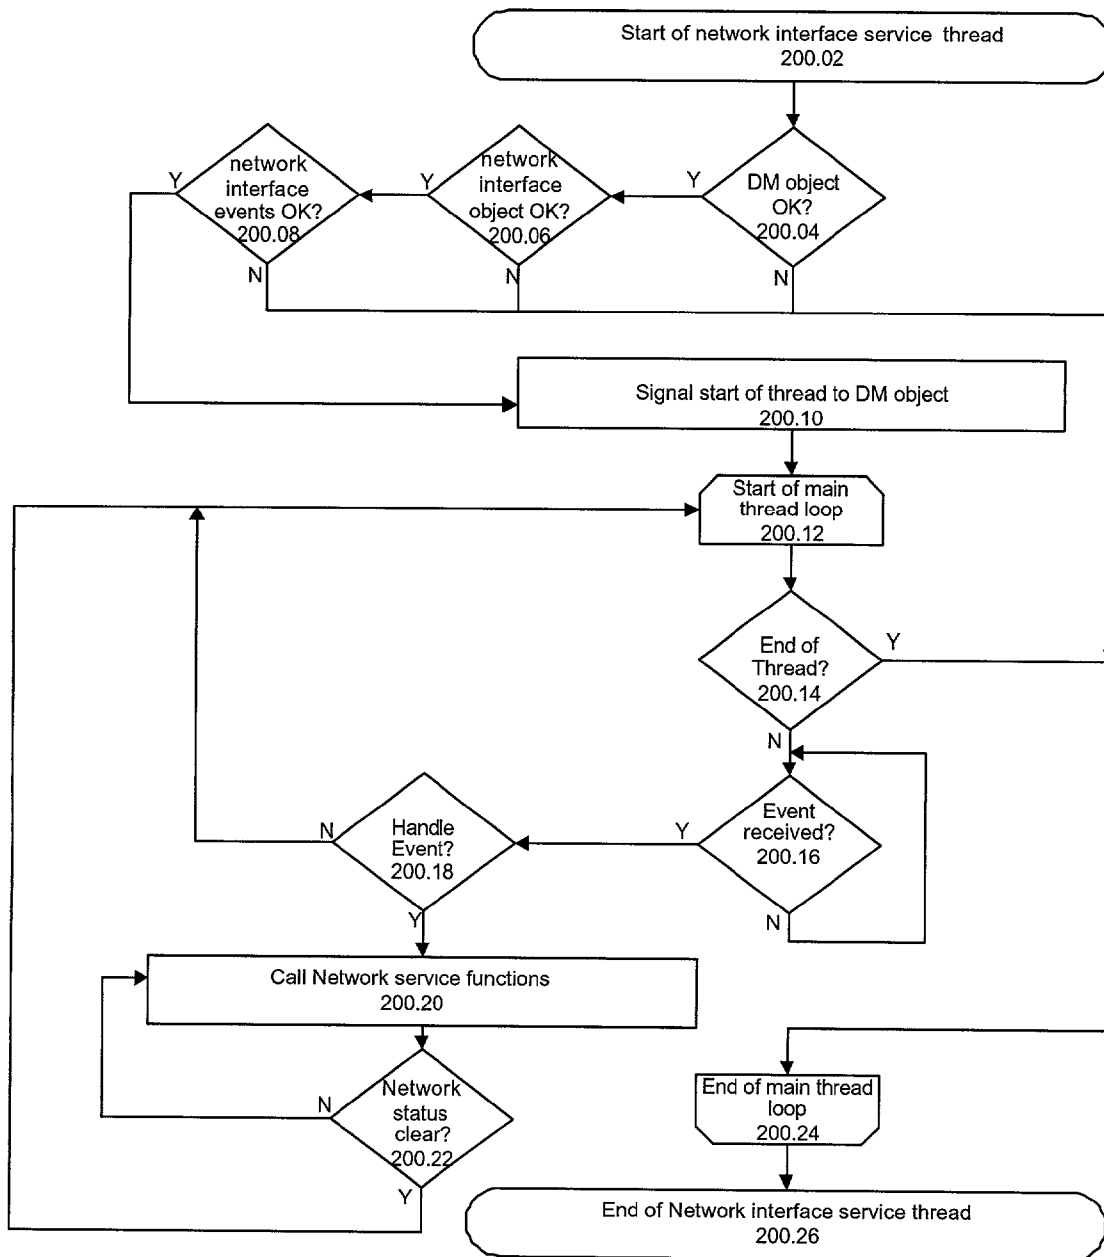 Start of network interface service thread
200.02
Y
network
interface
events OK?
200.08
N
Y
network
interface
object OK?
200.06
N
Y
DM object
OK?
200.04
N
Signal start of thread to DM object
200.10
Start of main
thread loop
200.12
End of
Thread?
200.14
Y
N
Event
received?
200.16
Y
N
Handle
Event?
200.18
N
Y
Call Network service functions
200.20
Network
status
clear?
200.22
N
Y
End of main thread
loop
200.24
End of Network interface service thread
200.26